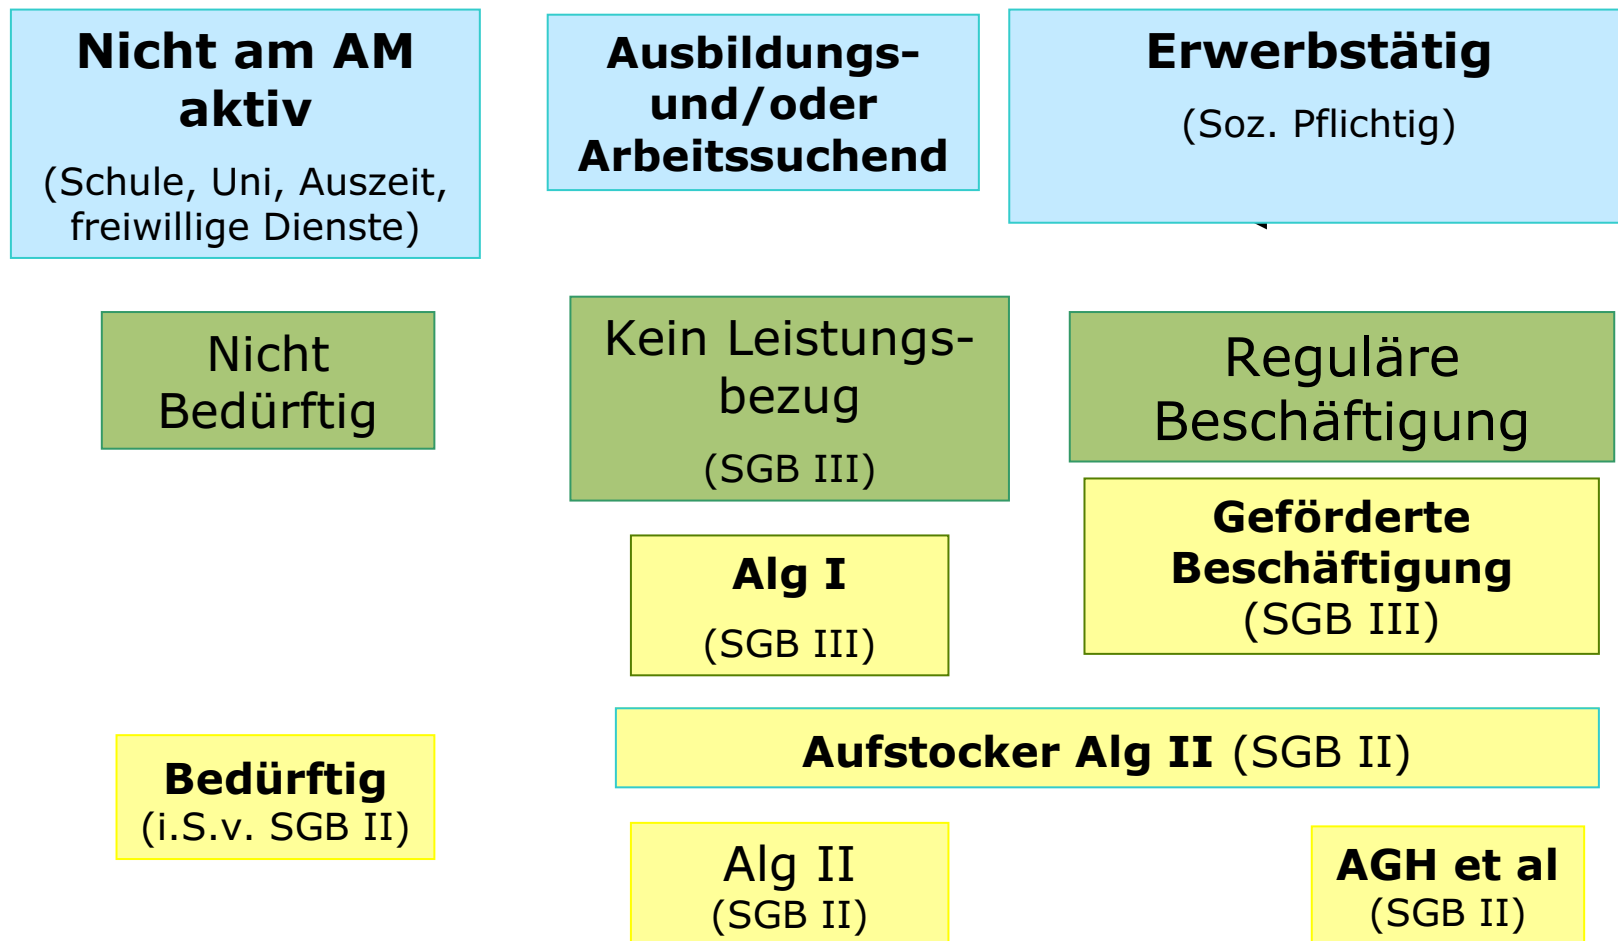 Nicht am AM
aktiv
(Schule, Uni, Auszeit,
freiwillige Dienste)
Ausbildungs-
und/oder
Arbeitssuchend
Erwerbstätig
(Soz. Pflichtig)
Nicht
Bedürftig
Kein Leistungs-
bezug
(SGB III)
Reguläre
Beschäftigung
Geförderte
Beschäftigung
(SGB III)
Alg I
(SGB III)
Aufstocker Alg II (SGB II)
Bedürftig
(i.S.v. SGB II)
Alg II
(SGB II)
AGH et al
(SGB II)